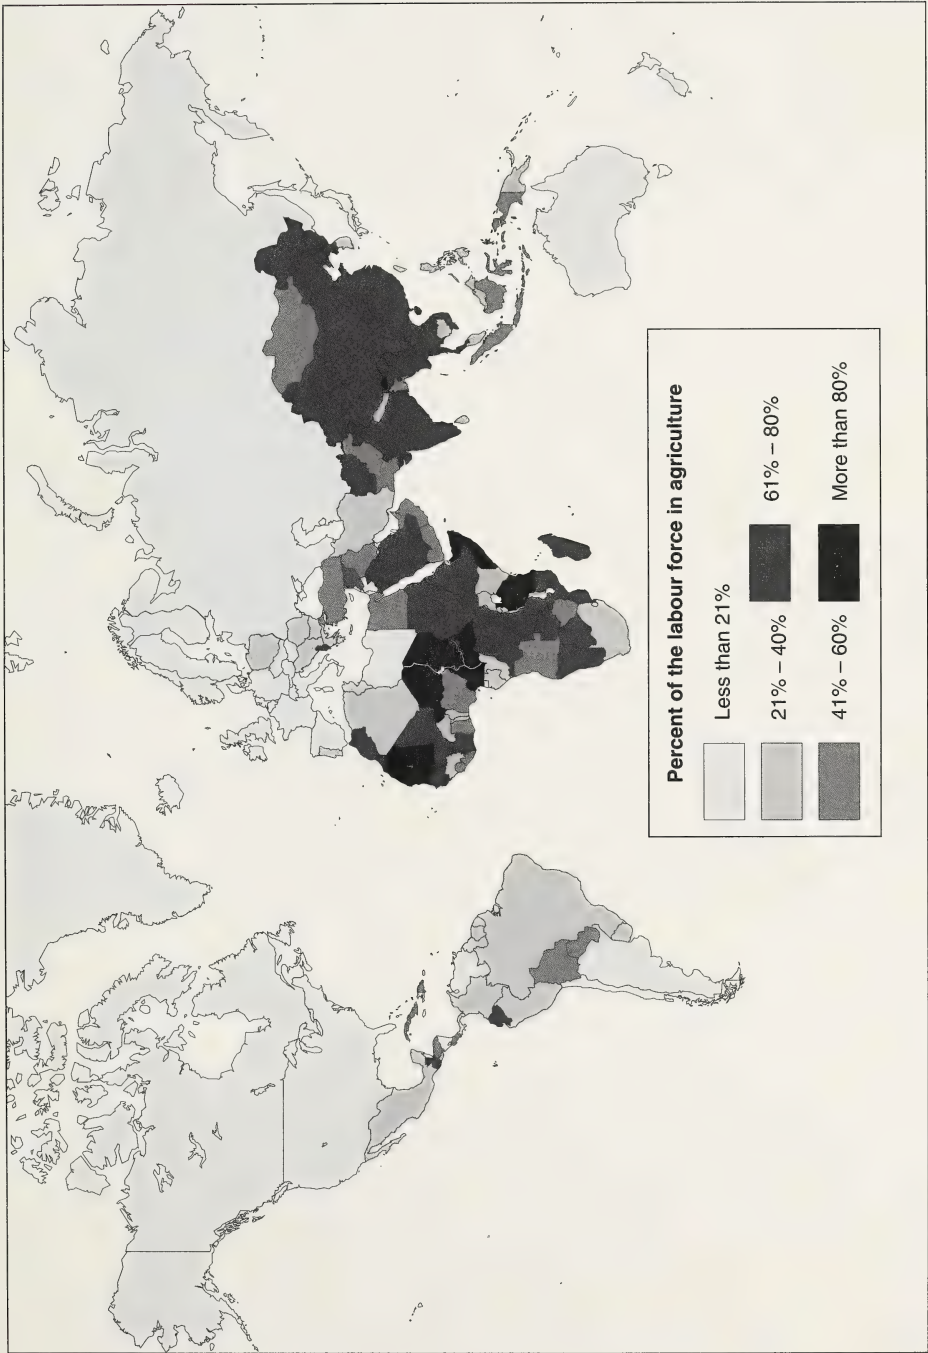 Percent of the labour force in agriculture
Less than 21%
21% – 40%
41% – 60%
61% – 80%
More than 80%